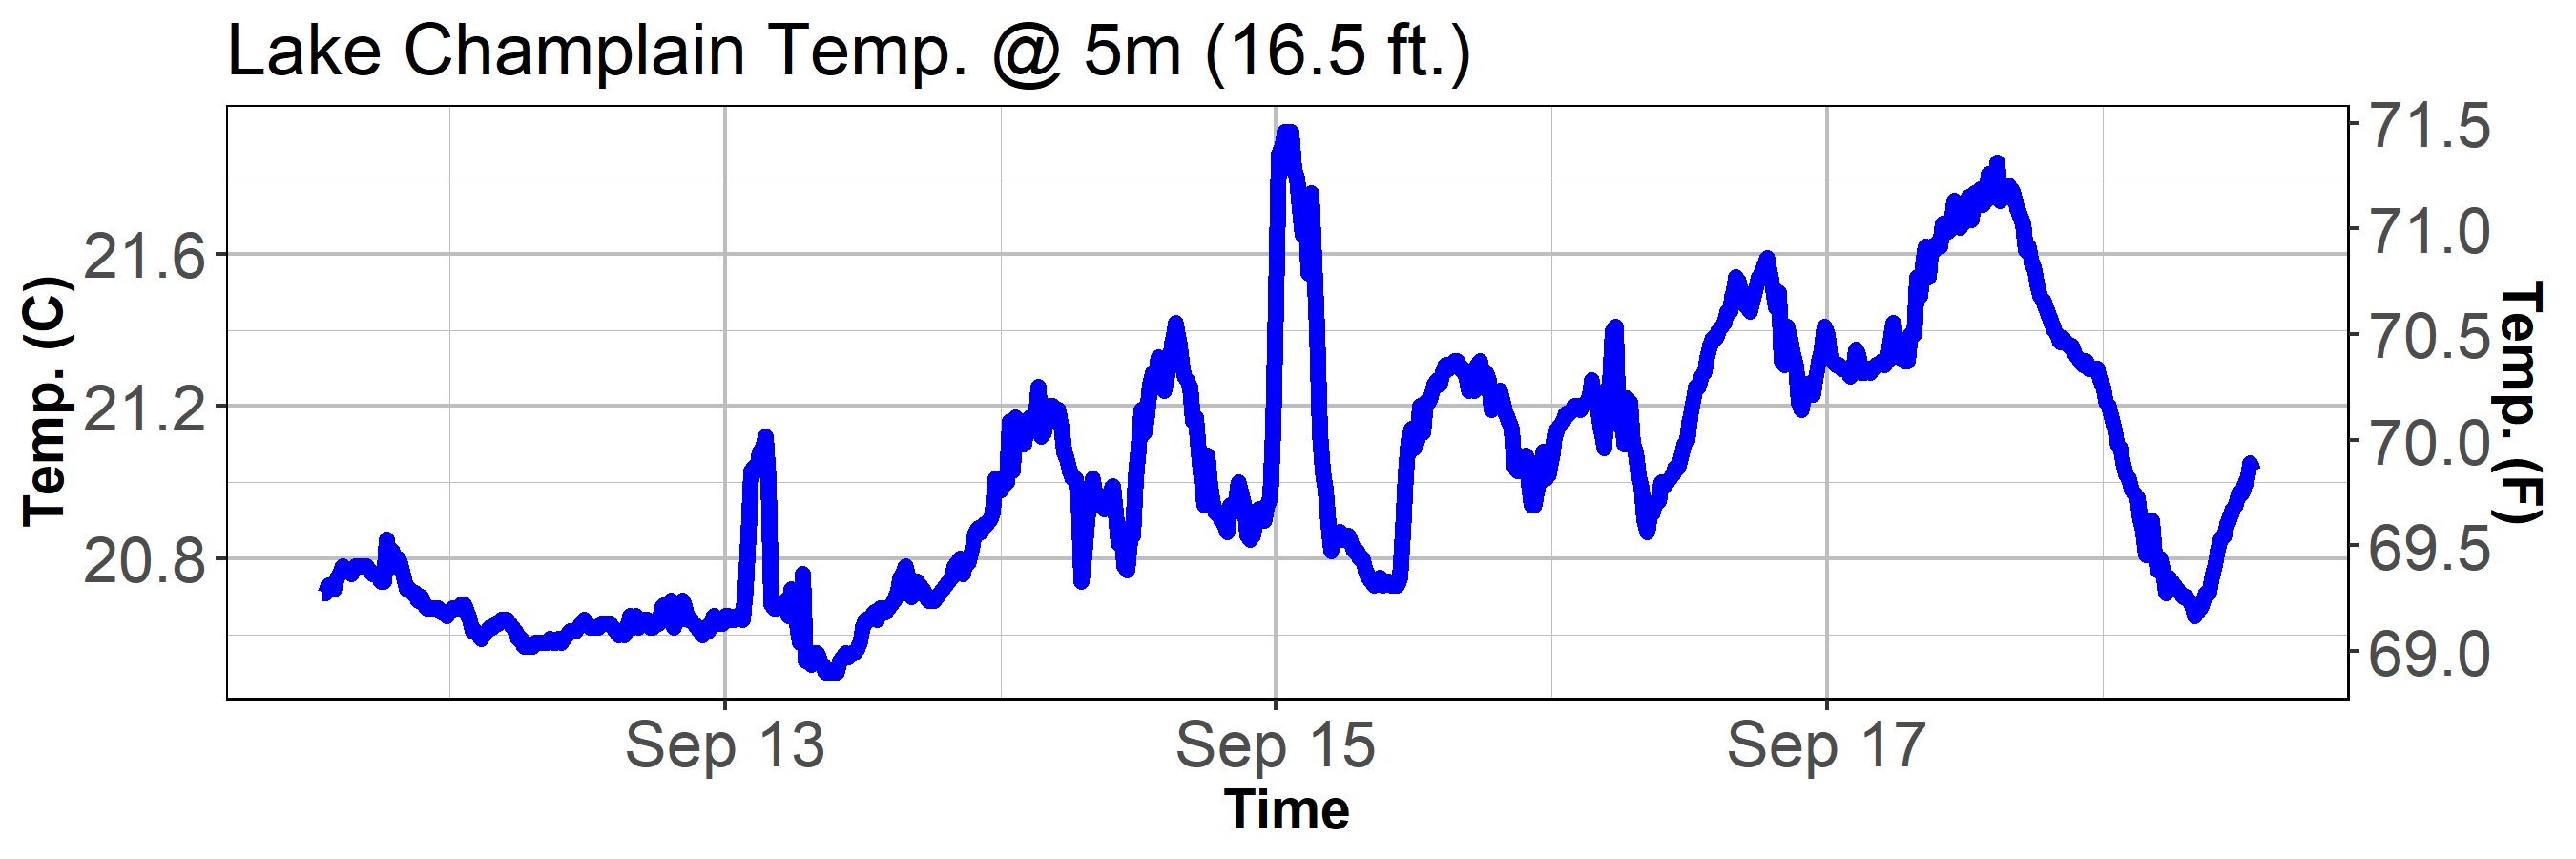 Lake Champlain Temp. @ 5m (16.5 ft.)
Temp. (C)
21.6
21.2
20.8
71.5
71.0
70.5
70.0
69.5
69.0
Temp. (F)
Sep 13 Sep 15 Sep 17
Time